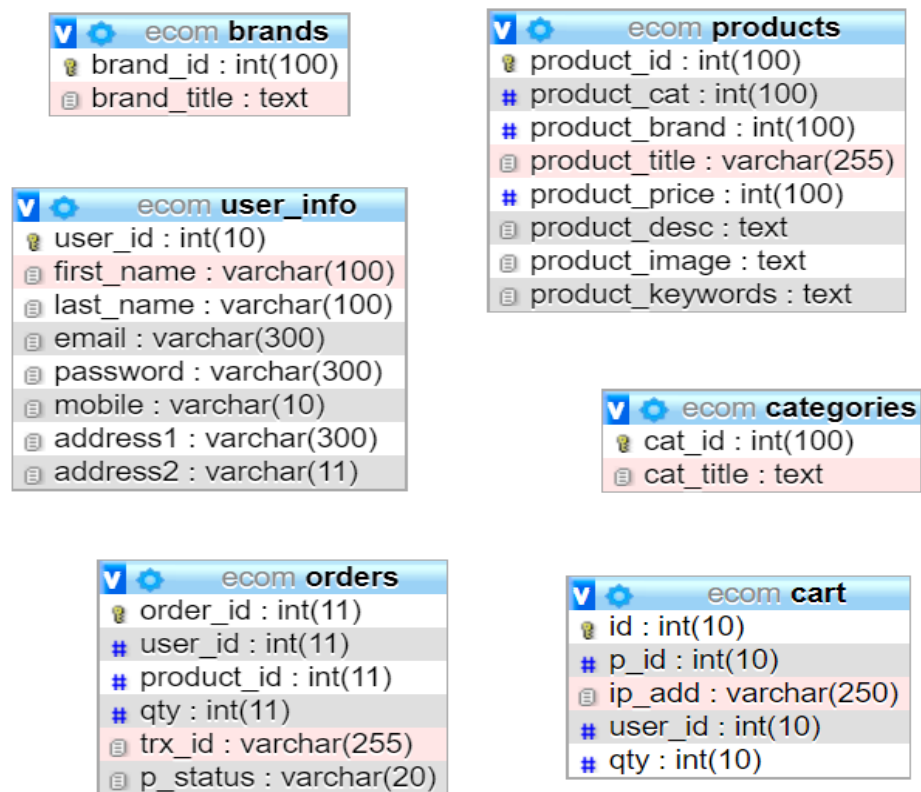 v ecom brands
brand_id : int(100)
brand_title : text
v ecom products
product_id : int(100)
# product_cat : int(100)
# product_brand : int(100)
product_title : varchar(255)
# product_price : int(100)
product_desc : text
product_image : text
product_keywords : text
v ecom user_info
user_id : int(10)
first_name : varchar(100)
last_name : varchar(100)
email : varchar(300)
password : varchar(300)
mobile : varchar(10)
address1 : varchar(300)
address2 : varchar(11)
v ecom categories
cat_id : int(100)
cat_title : text
v ecom orders
order_id : int(11)
# user_id : int(11)
# product_id : int(11)
# qty : int(11)
trx_id : varchar(255)
p_status : varchar(20)
v ecom cart
id : int(10)
# p_id : int(10)
ip_add : varchar(250)
# user_id : int(10)
# qty : int(10)